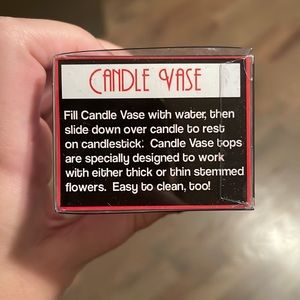 CANDLE VASE
Fill Candle Vase with water, then
slide down over candle to rest
on candlestick. Candle Vase tops
are specially designed to work
with either thick or thin stemmed
flowers. Easy to clean, too!